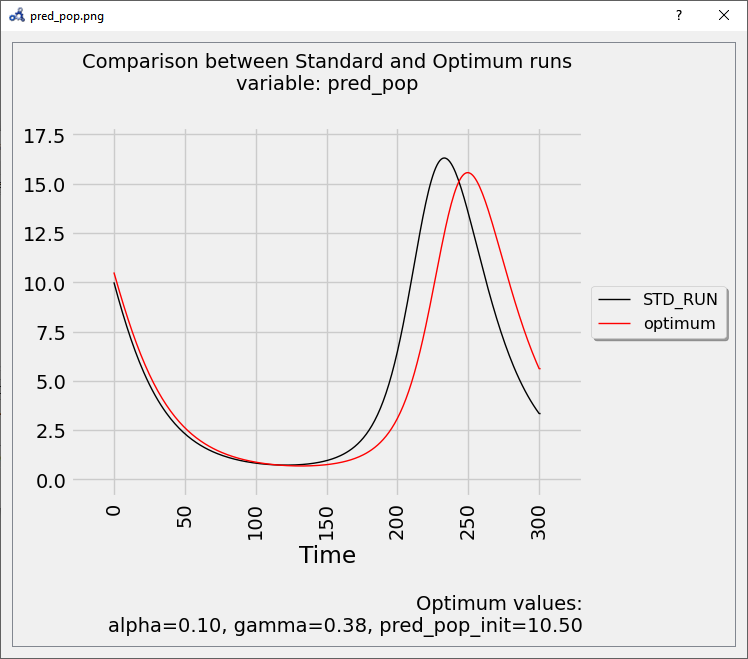 pred_pop.png
?
Comparison between Standard and Optimum runs
variable: pred_pop
17.5
15.0
12.5
10.0
7.5
5.0
2.5
0.0
0
50
100
150
200
250
300
Time
STD_RUN
optimum
Optimum values:
alpha=0.10, gamma=0.38, pred_pop_init=10.50